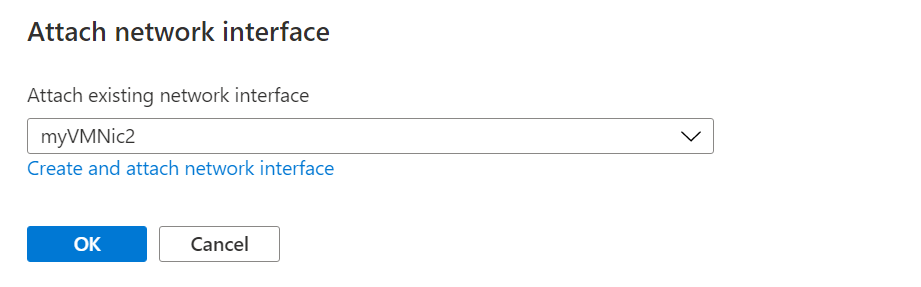 Attach network interface
Attach existing network interface
myVMNic2
Create and attach network interface
OK Cancel